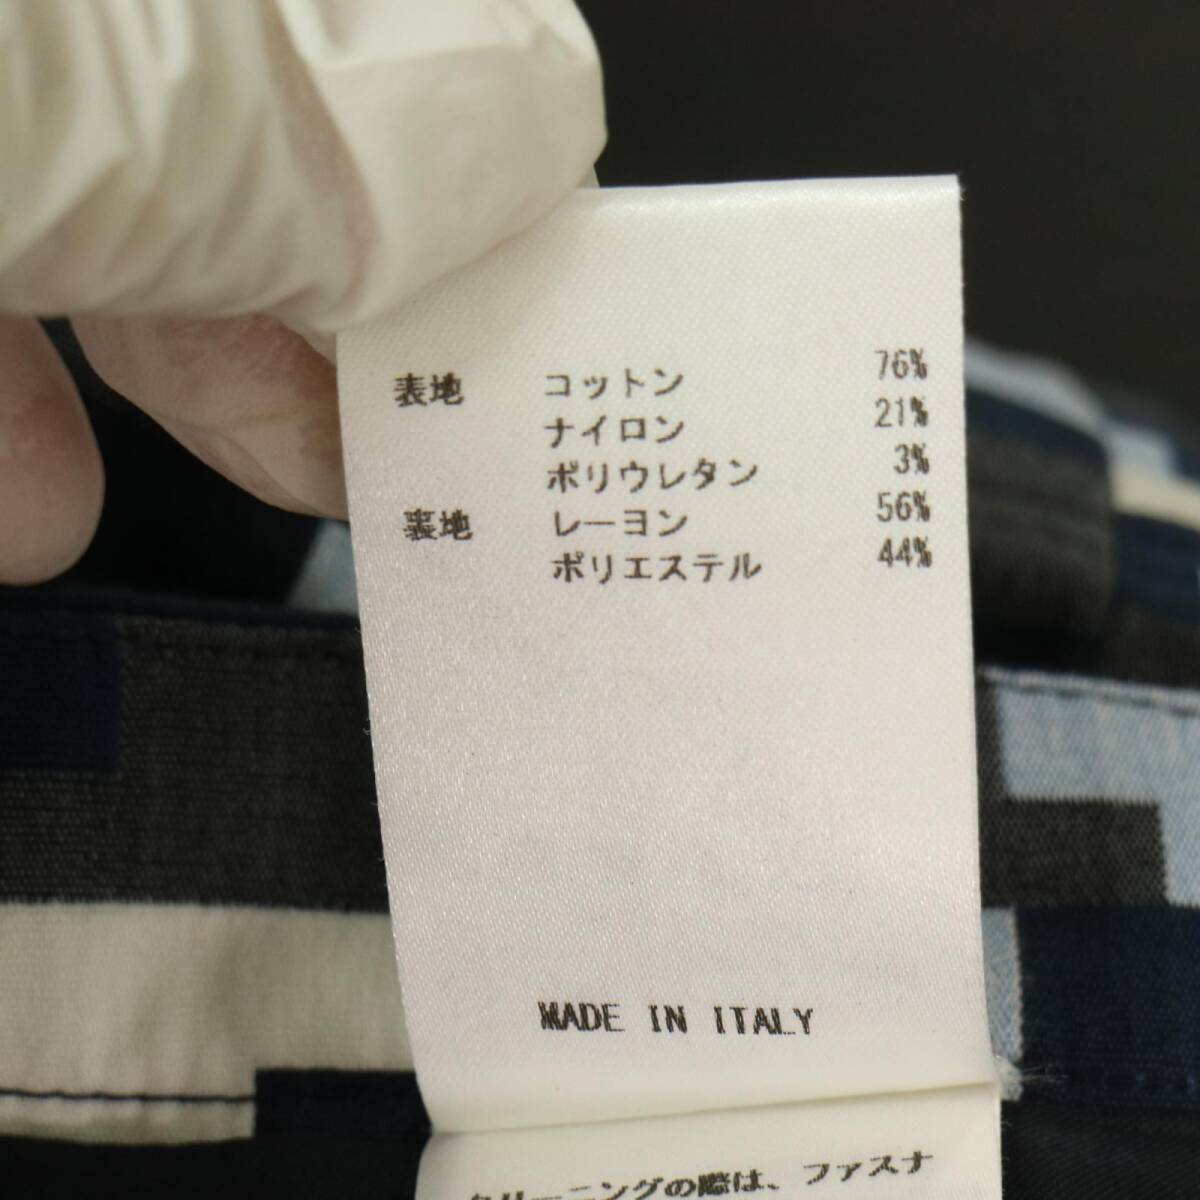 表地 コットン 76%
ナイロン 21%
ポリウレタン 3%
裏地 レーヨン 56%
ポリエステル 44%
MADE IN ITALY
クリーニングの際は、ファスナ